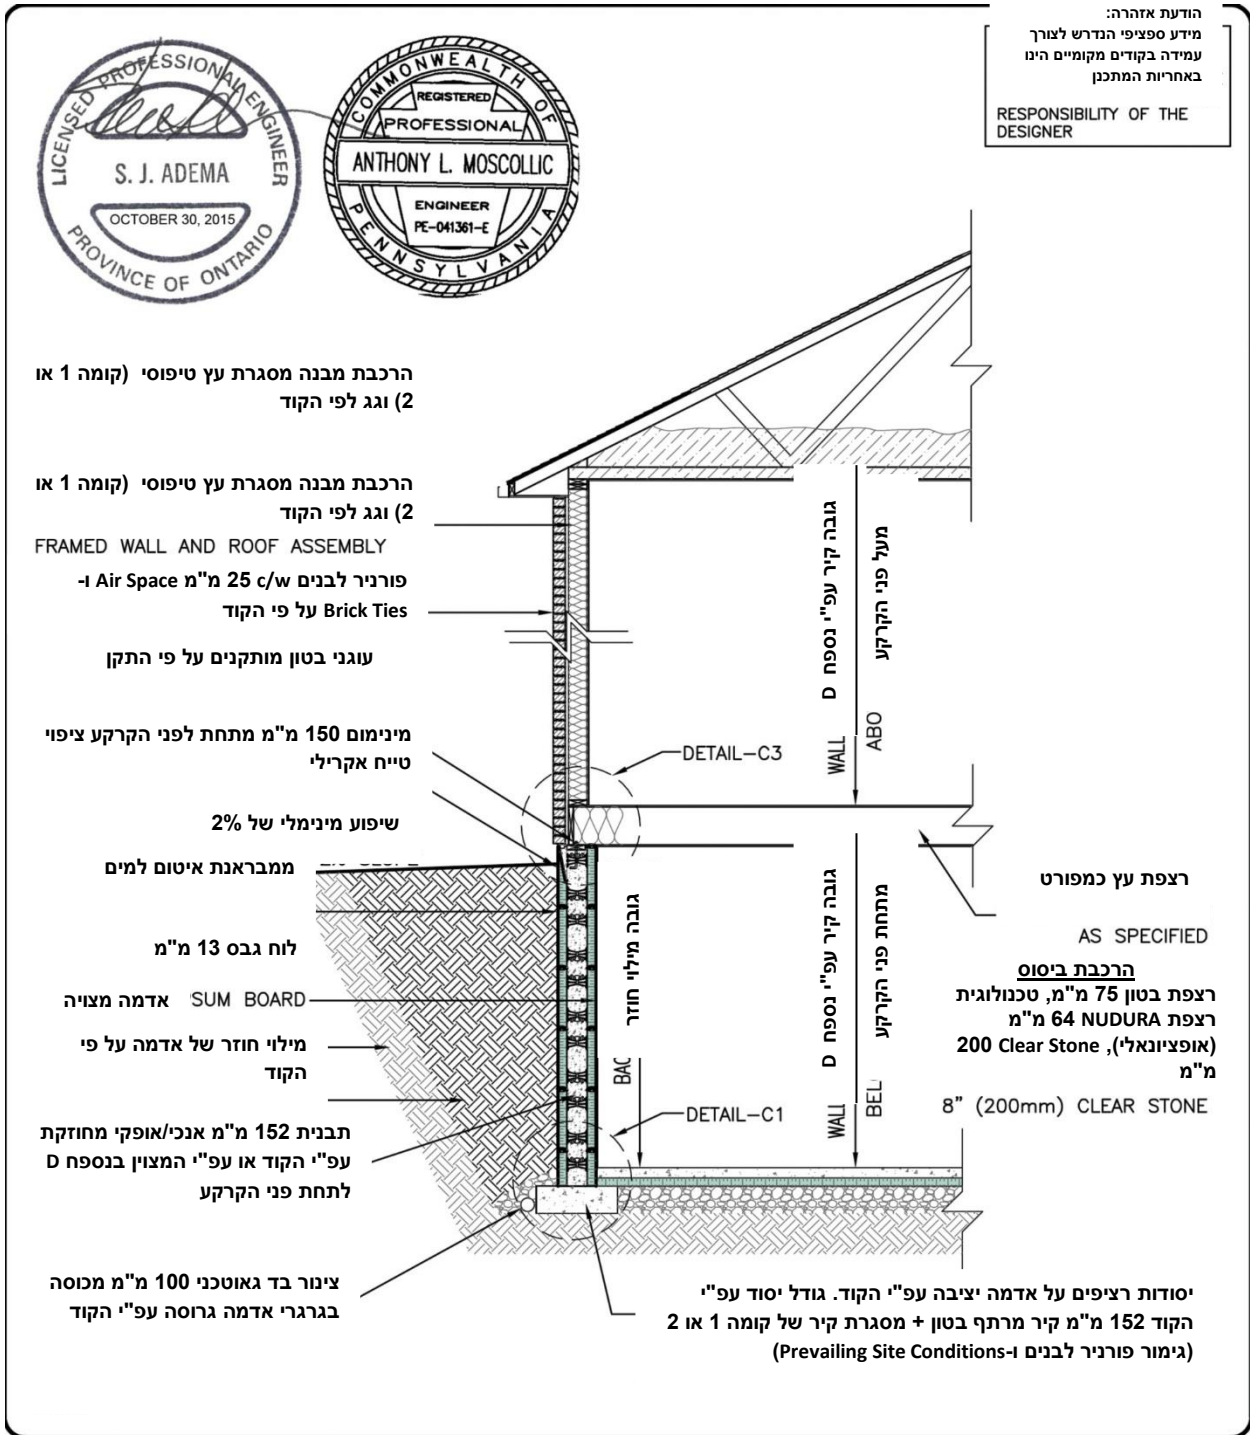 הודעת אזהרה:
מידע ספציפי הנדרש לצורך
עמידה בקודים מקומיים הינו
באחריות המתכנן
RESPONSIBILITY OF THE
DESIGNER
LICENSED PROFESSIONAL ENGINEER
S. J. ADEMA
OCTOBER 30, 2015
PROVINCE OF ONTARIO
COMMONWEALTH OF
REGISTERED
PROFESSIONAL
ANTHONY L. MOSCOLLIC
ENGINEER
PE-041361-E
PENNSYLVANIA
הרכבת מבנה מסגרת עץ טיפוסי (קומה 1 או
2) וגג לפי הקוד
הרכבת מבנה מסגרת עץ טיפוסי (קומה 1 או
2) וגג לפי הקוד
FRAMED WALL AND ROOF ASSEMBLY
פורניר לבנים c/w 25 מ"מ Air Space ו-
Brick Ties על פי הקוד
עוגני בטון מותקנים על פי התקן
מינימום 150 מ"מ מתחת לפני הקרקע ציפוי
טייח אקרילי
שיפוע מינימלי של 2%
ממבראנת איטום למים
לוח גבס 13 מ"מ
אדמה מצויה
SUM BOARD
מילוי חוזר של אדמה על פי
הקוד
תבנית 152 מ"מ אנכי/אופקי מחוזקת
עפ"י הקוד או עפ"י המצוין בנספח D
לתחת פני הקרקע
צינור בד גאוטכני 100 מ"מ מכוסה
בגרגרי אדמה גרוסה עפ"י הקוד
גובה קיר עפ"י נספח D
מעל פני הקרקע
WALL
ABO
DETAIL-C3
גובה מילוי חוזר
BAC
גובה קיר עפ"י נספח D
מתחת פני הקרקע
WALL
BEL
DETAIL-C1
רצפת עץ כמפורט
AS SPECIFIED
הרכבת ביסוס
רצפת בטון 75 מ"מ, טכנולוגית
רצפת NUDURA 64 מ"מ
(אופציונאלי), Clear Stone 200
מ"מ
8" (200mm) CLEAR STONE
יסודות רציפים על אדמה יציבה עפ"י הקוד. גודל יסוד עפ"י
הקוד 152 מ"מ קיר מרתף בטון + מסגרת קיר של קומה 1 או 2
(גימור פורניר לבנים ו-Prevailing Site Conditions)